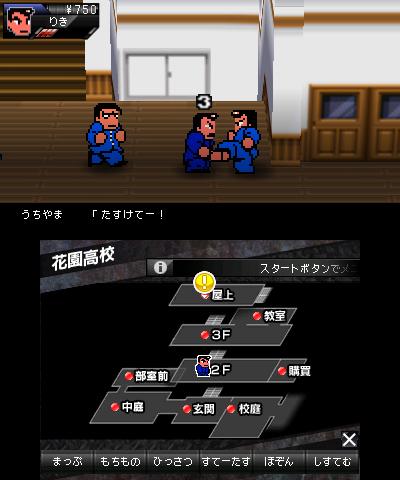 ¥750
りき
3
うちやま 「たすけてー!
花園高校
スタートボタンでメニ
屋上
教室
3F
2F
購買
部室前
中庭
玄関
校庭
まっぷ
もちもの
ひっさつ
すてーたす
ほぞん
しすてむ